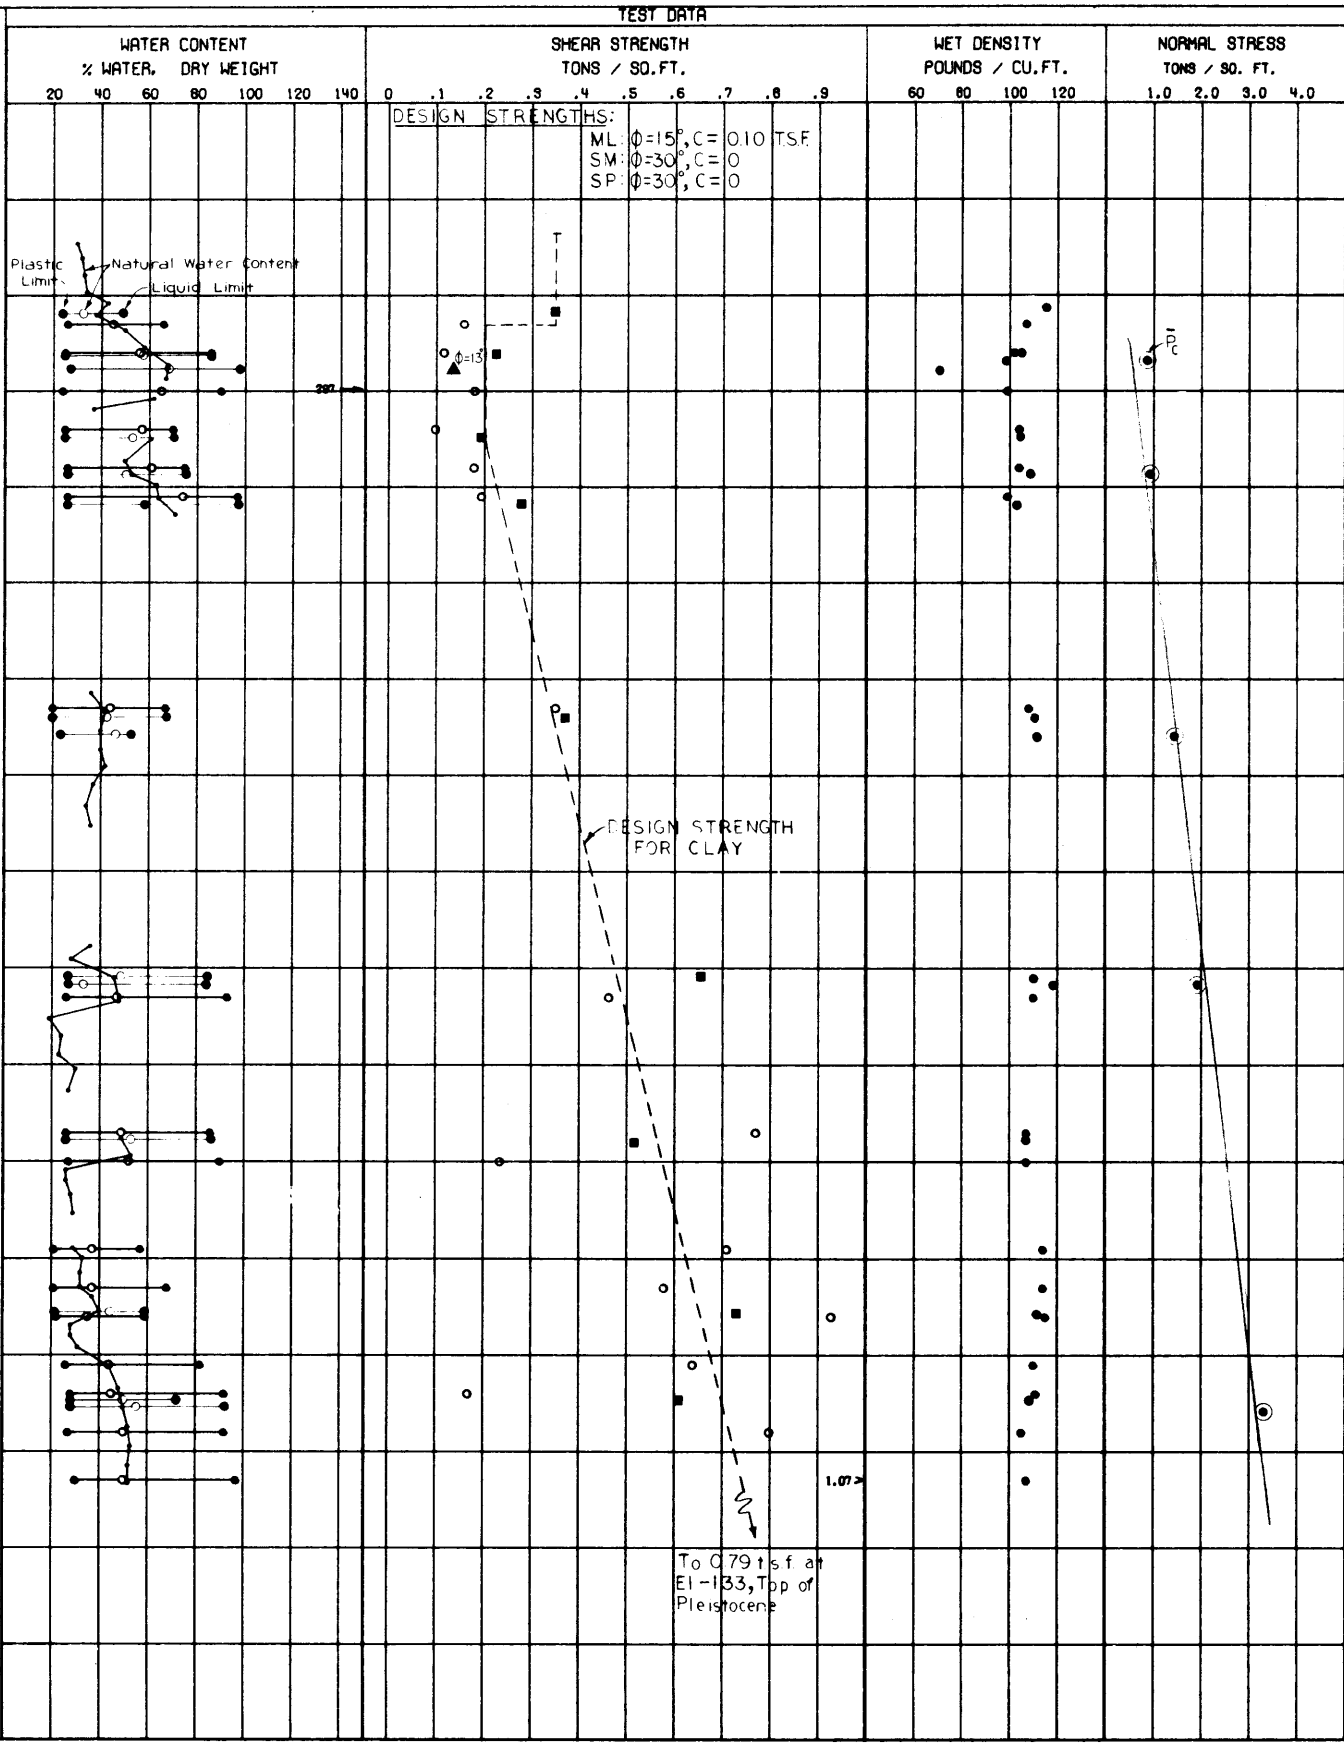 TEST DATA
WATER CONTENT
% WATER, DRY WEIGHT
20 40 60 80 100 120 140
SHEAR STRENGTH
TONS / SQ.FT.
0 .1 .2 .3 .4 .5 .6 .7 .8 .9
WET DENSITY
POUNDS / CU.FT.
60 80 100 120
NORMAL STRESS
TONS / SQ. FT.
1.0 2.0 3.0 4.0
DESIGN STRENGTHS:
ML: Φ=15°, C= 0.10 T.S.F.
SM: Φ=30°, C= 0
SP: Φ=30°, C= 0
Plastic
Limit
Natural Water Content
Liquid Limit
Φ=13°
P̄c
DESIGN STRENGTH
FOR CLAY
1.07>
To 0.79 t.s.f. at
El -133, Top of
Pleistocene